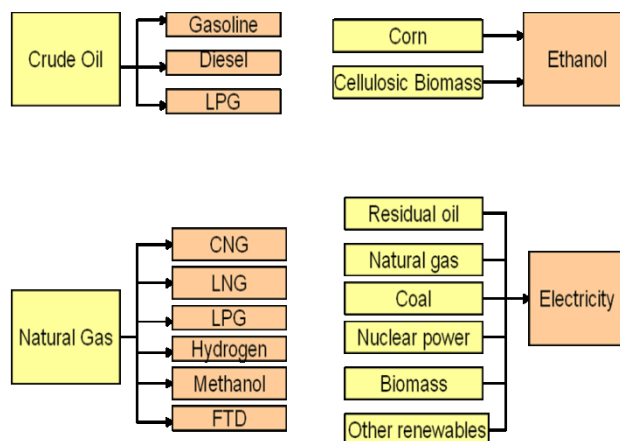 Crude Oil
Gasoline
Diesel
LPG
Corn
Cellulosic Biomass
Ethanol
Natural Gas
CNG
LNG
LPG
Hydrogen
Methanol
FTD
Residual oil
Natural gas
Coal
Nuclear power
Biomass
Other renewables
Electricity